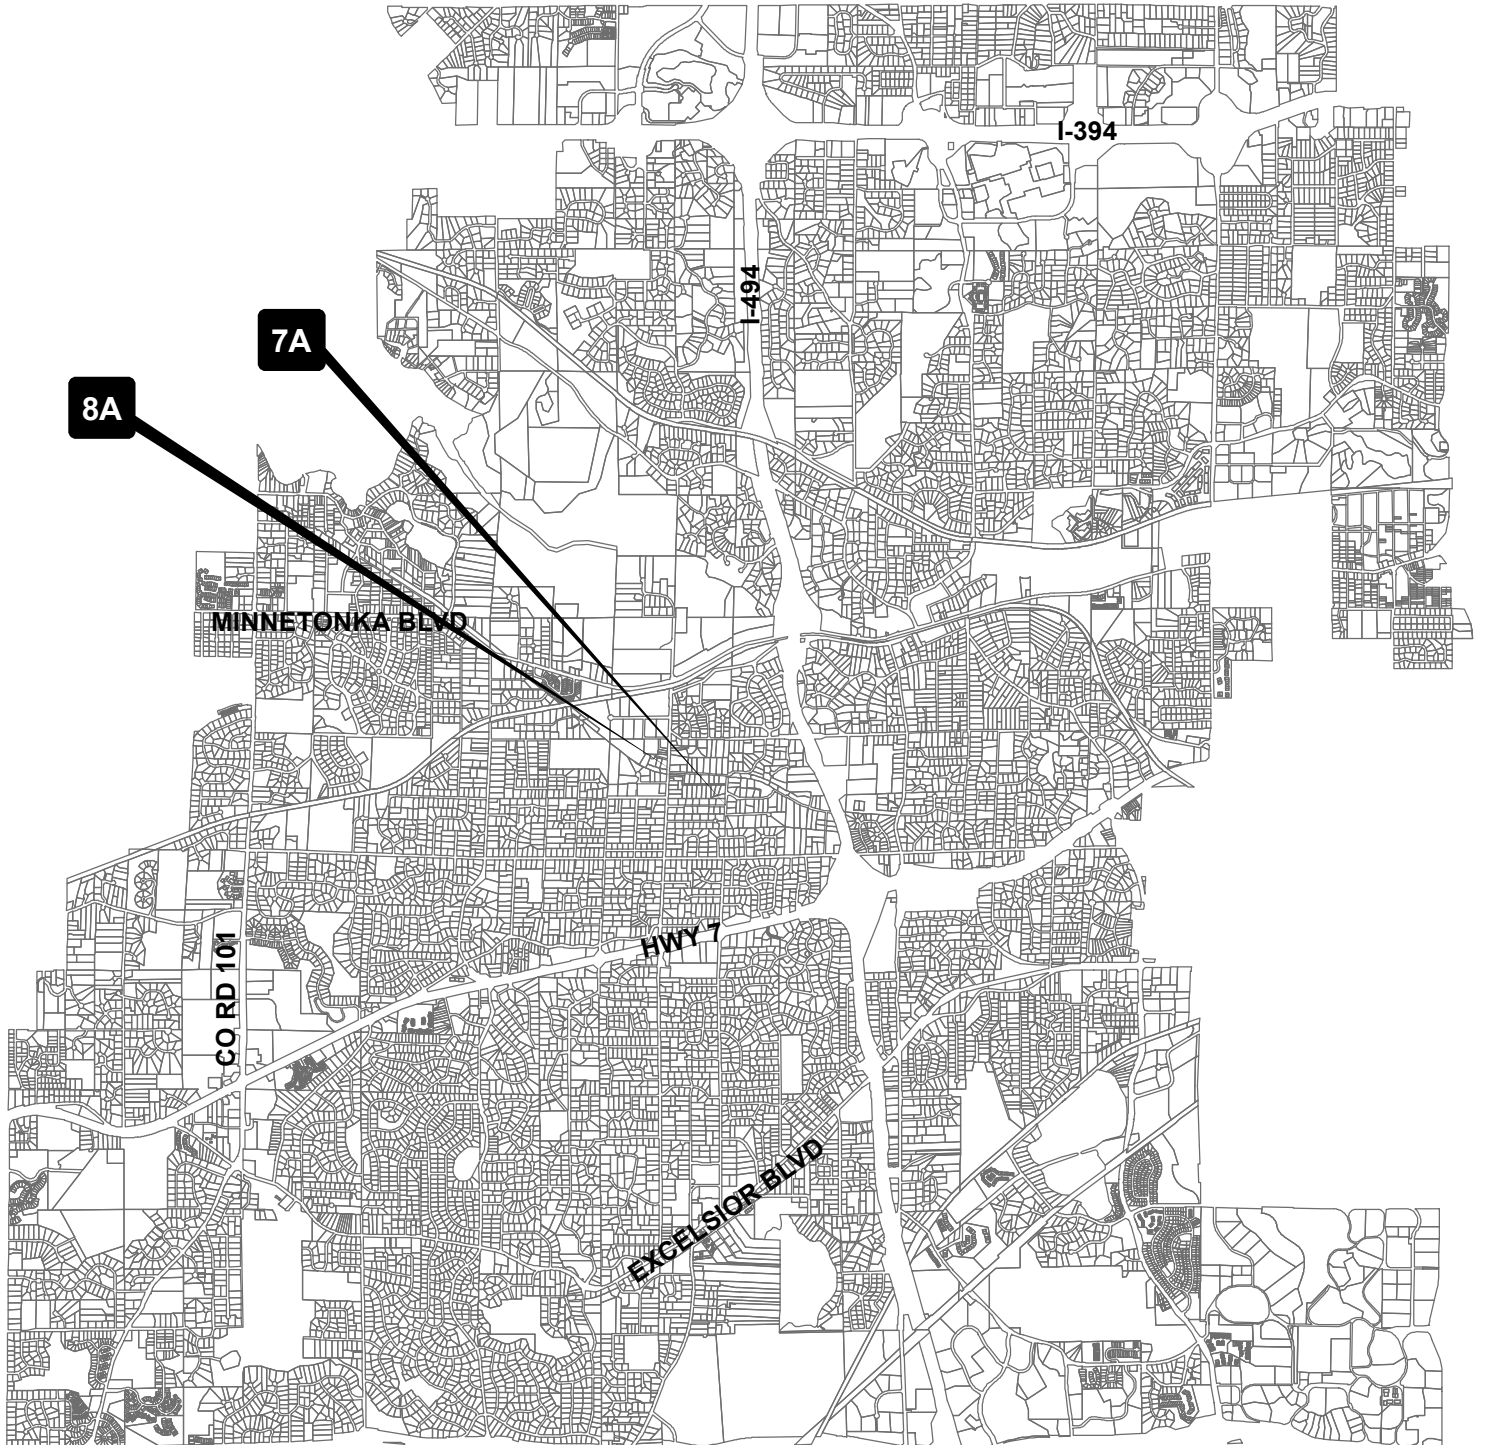 I-394
I-494
7A
8A
MINNETONKA BLVD
HWY 7
CO RD 101
EXCELSIOR BLVD